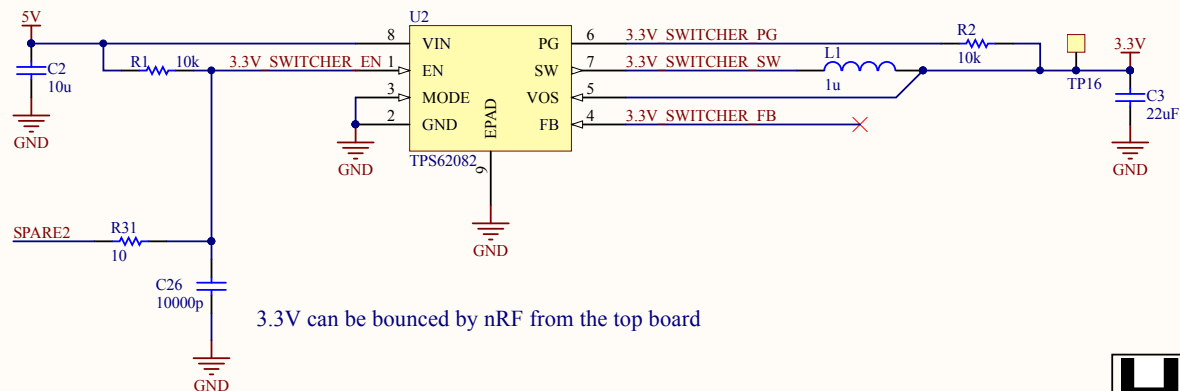 5V
U2
8
VIN
PG
6
3.3V_SWITCHER_PG
R2
10k
C2
10u
R1
10k
3.3V_SWITCHER_EN
1
EN
SW
7
3.3V_SWITCHER_SW
L1
1u
TP16
3.3V
3
MODE
VOS
5
C3
22uF
2
GND
EPAD
FB
4
3.3V_SWITCHER_FB
GND
GND
TPS62082
9
GND
GND
SPARE2
R31
10
C26
10000p
3.3V can be bounced by nRF from the top board
GND